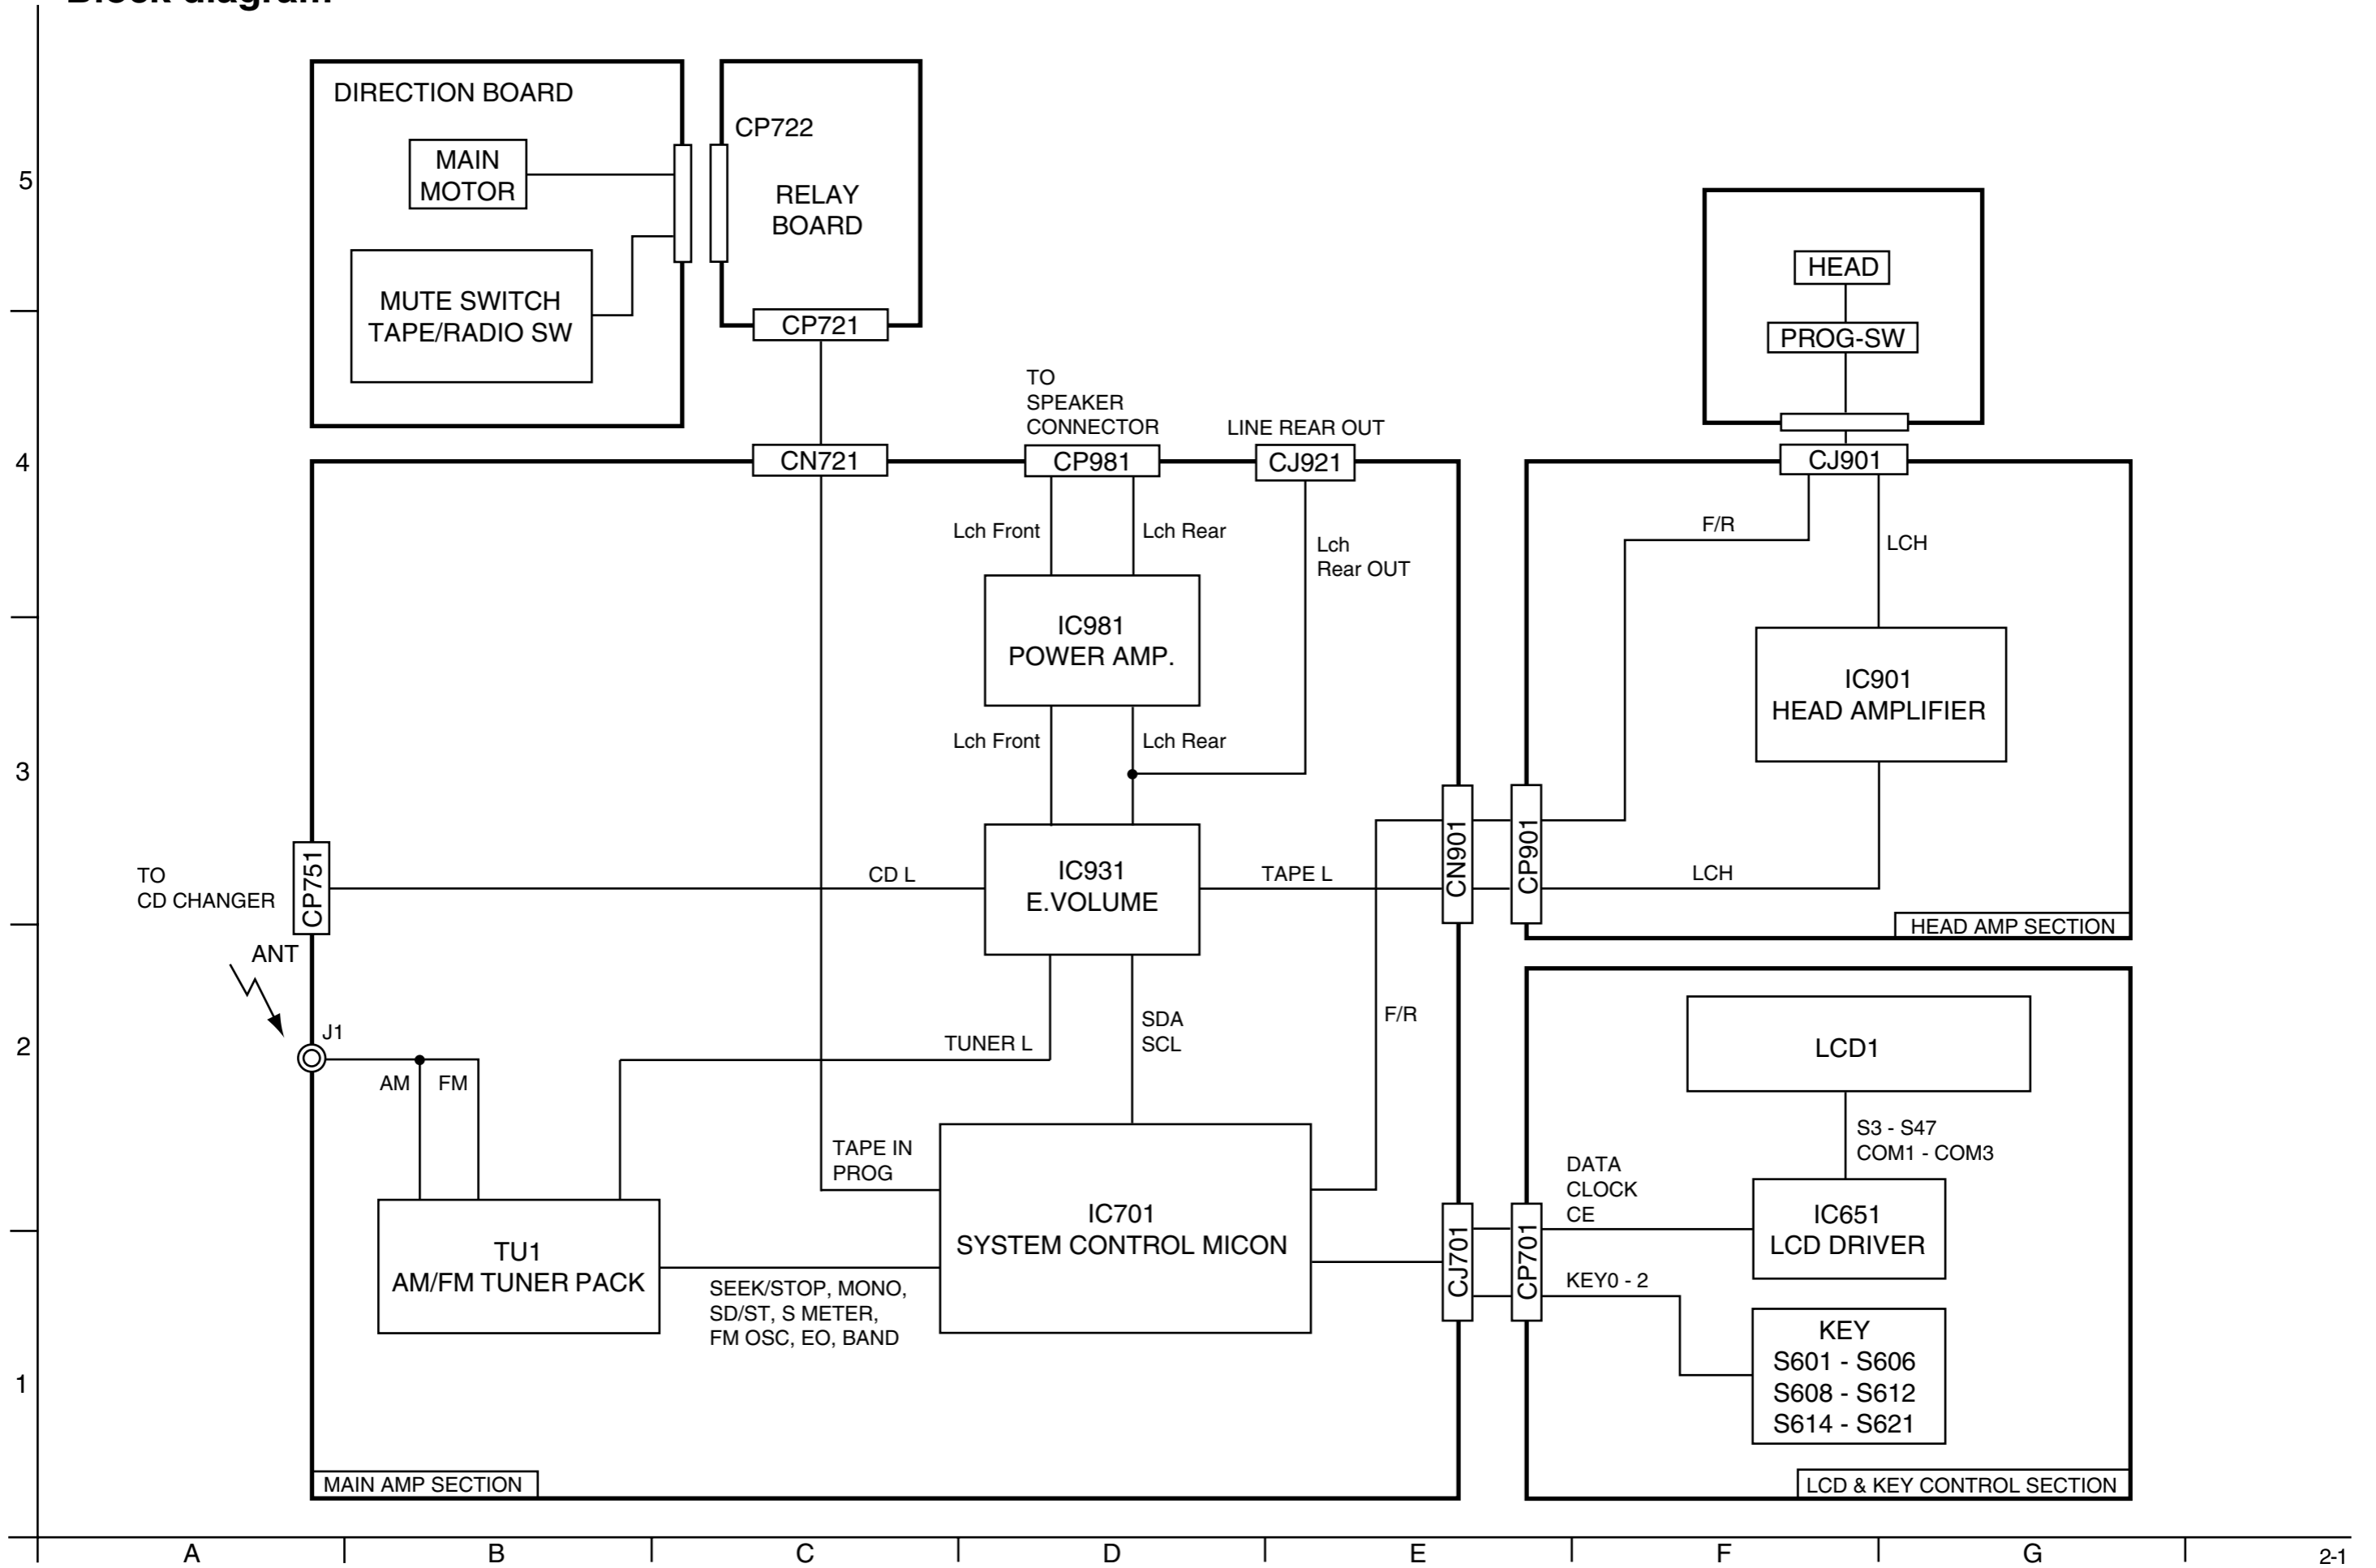 Block diagram
DIRECTION BOARD
MAIN
MOTOR
MUTE SWITCH
TAPE/RADIO SW
CP722
RELAY
BOARD
CP721
HEAD
PROG-SW
5
4
3
2
1
TO
SPEAKER
CONNECTOR
LINE REAR OUT
CN721
CP981
CJ921
CJ901
Lch Front
Lch Rear
Lch
Rear OUT
F/R
LCH
IC981
POWER AMP.
IC901
HEAD AMPLIFIER
Lch Front
Lch Rear
TO
CD CHANGER
CP751
CD L
IC931
E.VOLUME
TAPE L
CN901
CP901
LCH
HEAD AMP SECTION
ANT
J1
AM
FM
TUNER L
SDA
SCL
F/R
LCD1
S3 - S47
COM1 - COM3
TAPE IN
PROG
DATA
CLOCK
CE
TU1
AM/FM TUNER PACK
IC701
SYSTEM CONTROL MICON
CJ701
CP701
IC651
LCD DRIVER
SEEK/STOP, MONO,
SD/ST, S METER,
FM OSC, EO, BAND
KEY0 - 2
KEY
S601 - S606
S608 - S612
S614 - S621
MAIN AMP SECTION
LCD & KEY CONTROL SECTION
A
B
C
D
E
F
G
2-1